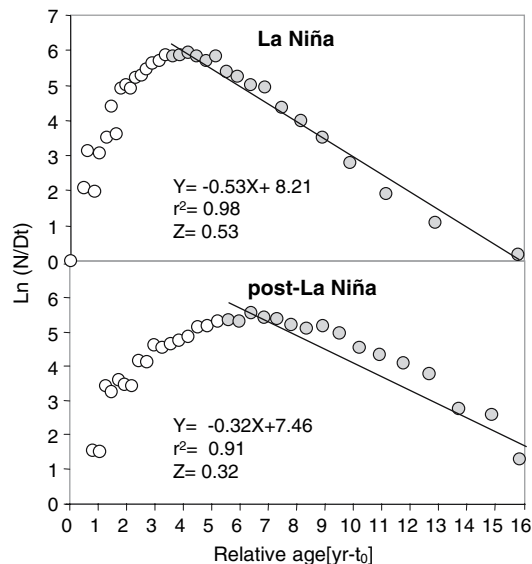 7
6
5
4
3
2
1
0
La Niña
Y= -0.53X+ 8.21
r2= 0.98
Z= 0.53
Ln (N/Dt)
7
6
5
4
3
2
1
0
post-La Niña
Y= -0.32X+7.46
r2= 0.91
Z= 0.32
0 1 2 3 4 5 6 7 8 9 10 11 12 13 14 15 16
Relative age[yr-t0]